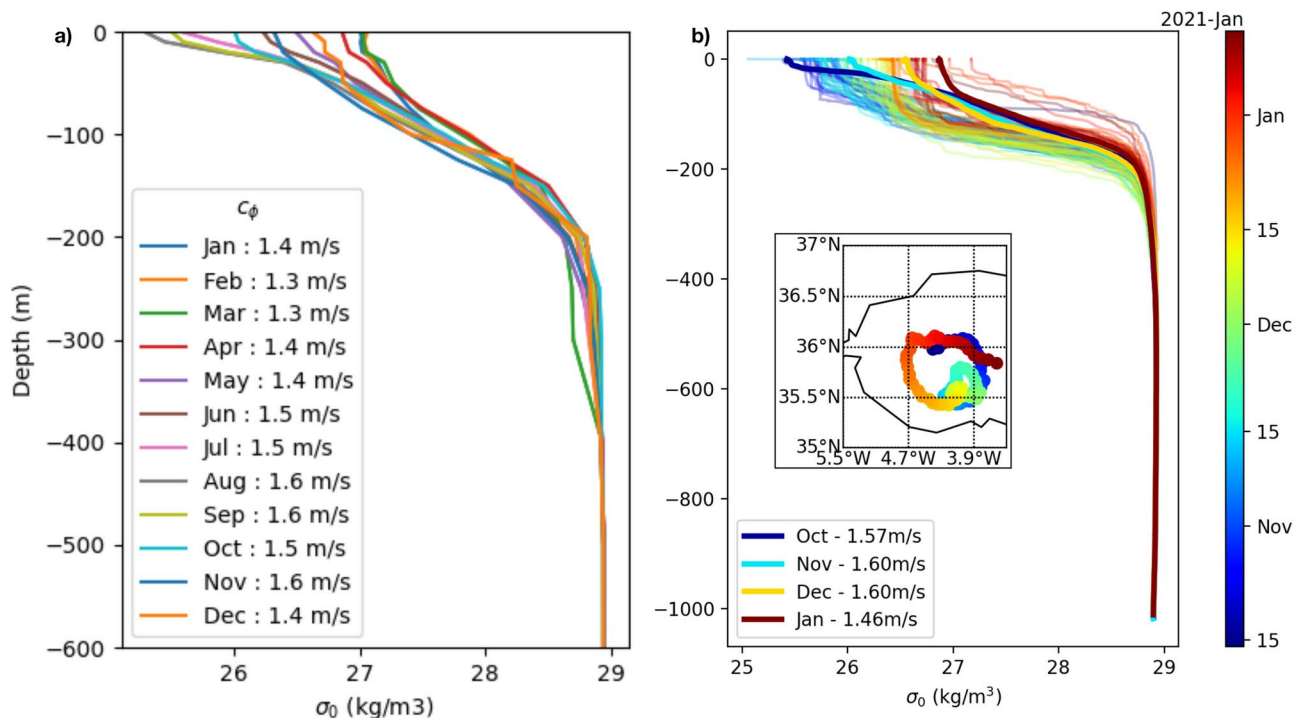 a)
0
−100
−200
−300
−400
−500
−600
Depth (m)
26
27
28
29
σ0 (kg/m3)
cϕ
Jan : 1.4 m/s
Feb : 1.3 m/s
Mar : 1.3 m/s
Apr : 1.4 m/s
May : 1.4 m/s
Jun : 1.5 m/s
Jul : 1.5 m/s
Aug : 1.6 m/s
Sep : 1.6 m/s
Oct : 1.5 m/s
Nov : 1.6 m/s
Dec : 1.4 m/s
b)
0
−200
−400
−600
−800
−1000
25
26
27
28
29
σ0 (kg/m³)
37°N
36.5°N
36°N
35.5°N
35°N
5.5°W
4.7°W
3.9°W
Oct - 1.57m/s
Nov - 1.60m/s
Dec - 1.60m/s
Jan - 1.46m/s
2021-Jan
Jan
15
Dec
15
Nov
15